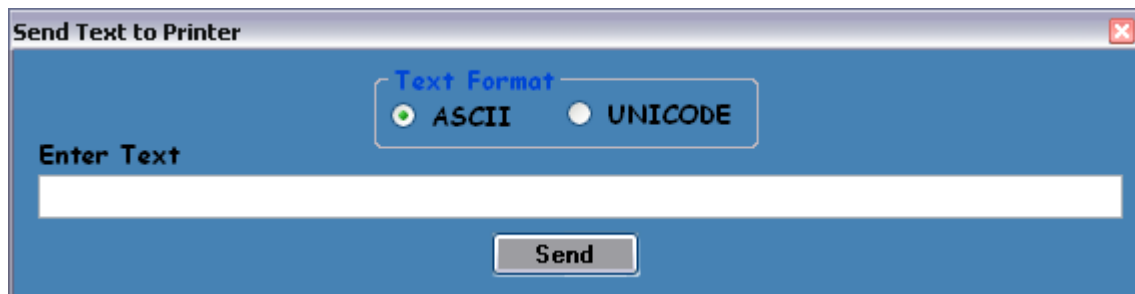 Send Text to Printer
Text Format
ASCII UNICODE
Enter Text
Send